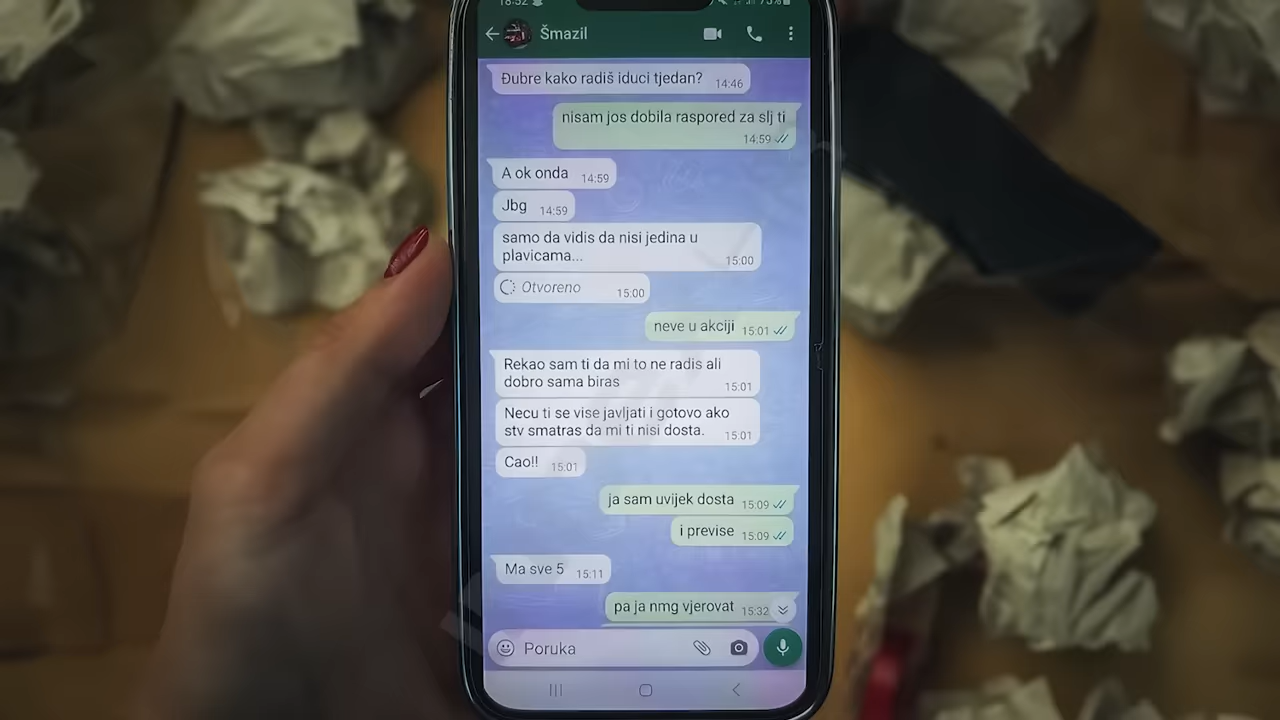 18:52
Šmazil
Đubre kako radiš iduci tjedan? 14:46
nisam jos dobila raspored za slj ti
14:59
A ok onda 14:59
Jbg 14:59
samo da vidis da nisi jedina u
plavicama... 15:00
Otvoreno 15:00
neve u akciji 15:01
Rekao sam ti da mi to ne radis ali
dobro sama biras 15:01
Necu ti se vise javljati i gotovo ako
stv smatras da mi ti nisi dosta. 15:01
Cao!! 15:01
ja sam uvijek dosta 15:09
i previse 15:09
Ma sve 5 15:11
pa ja nmg vjerovat 15:32
Poruka